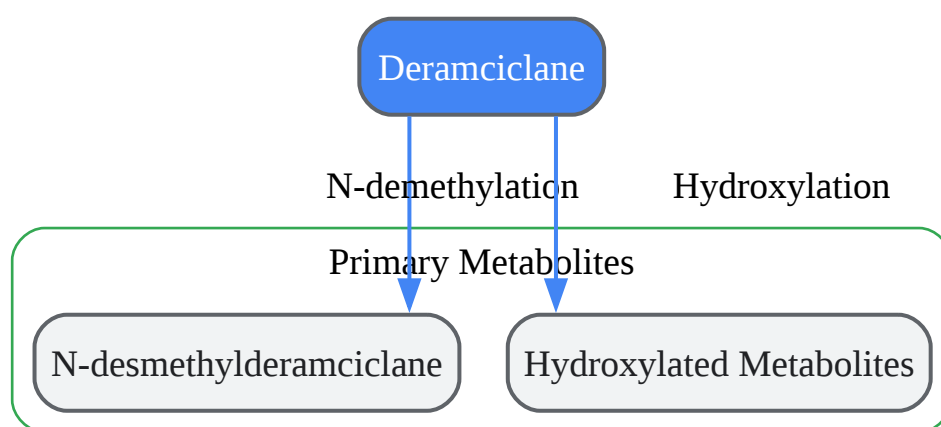 Deramciclane
N-demethylation Hydroxylation
Primary Metabolites
N-desmethylderamciclane Hydroxylated Metabolites